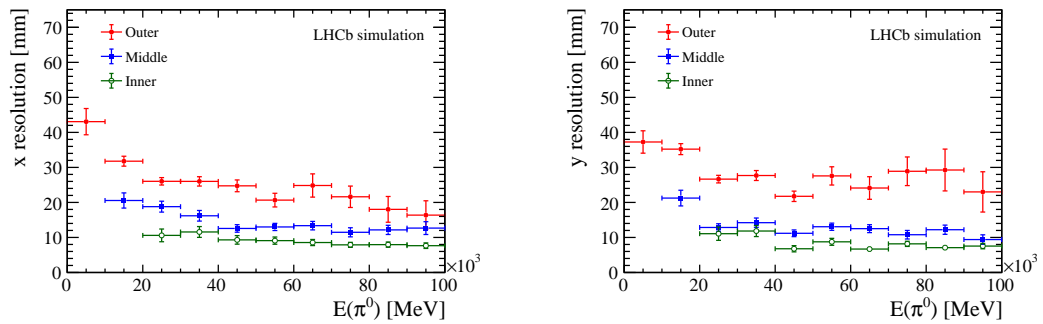 x resolution [mm]
70
60
50
40
30
20
10
0
Outer
Middle
Inner
LHCb simulation
0 20 40 60 80 100
×10³
E(π⁰) [MeV]
y resolution [mm]
70
60
50
40
30
20
10
0
Outer
Middle
Inner
LHCb simulation
0 20 40 60 80 100
×10³
E(π⁰) [MeV]